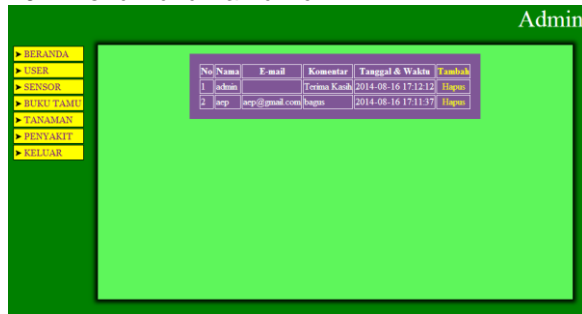 Admin
➤ BERANDA
➤ USER
➤ SENSOR
➤ BUKU TAMU
➤ TANAMAN
➤ PENYAKIT
➤ KELUAR
No Nama E-mail Komentar Tanggal & Waktu Tambah
1 admin Terima Kasih 2014-08-16 17:12:12 Hapus
2 aep aep@gmail.com bagus 2014-08-16 17:11:37 Hapus